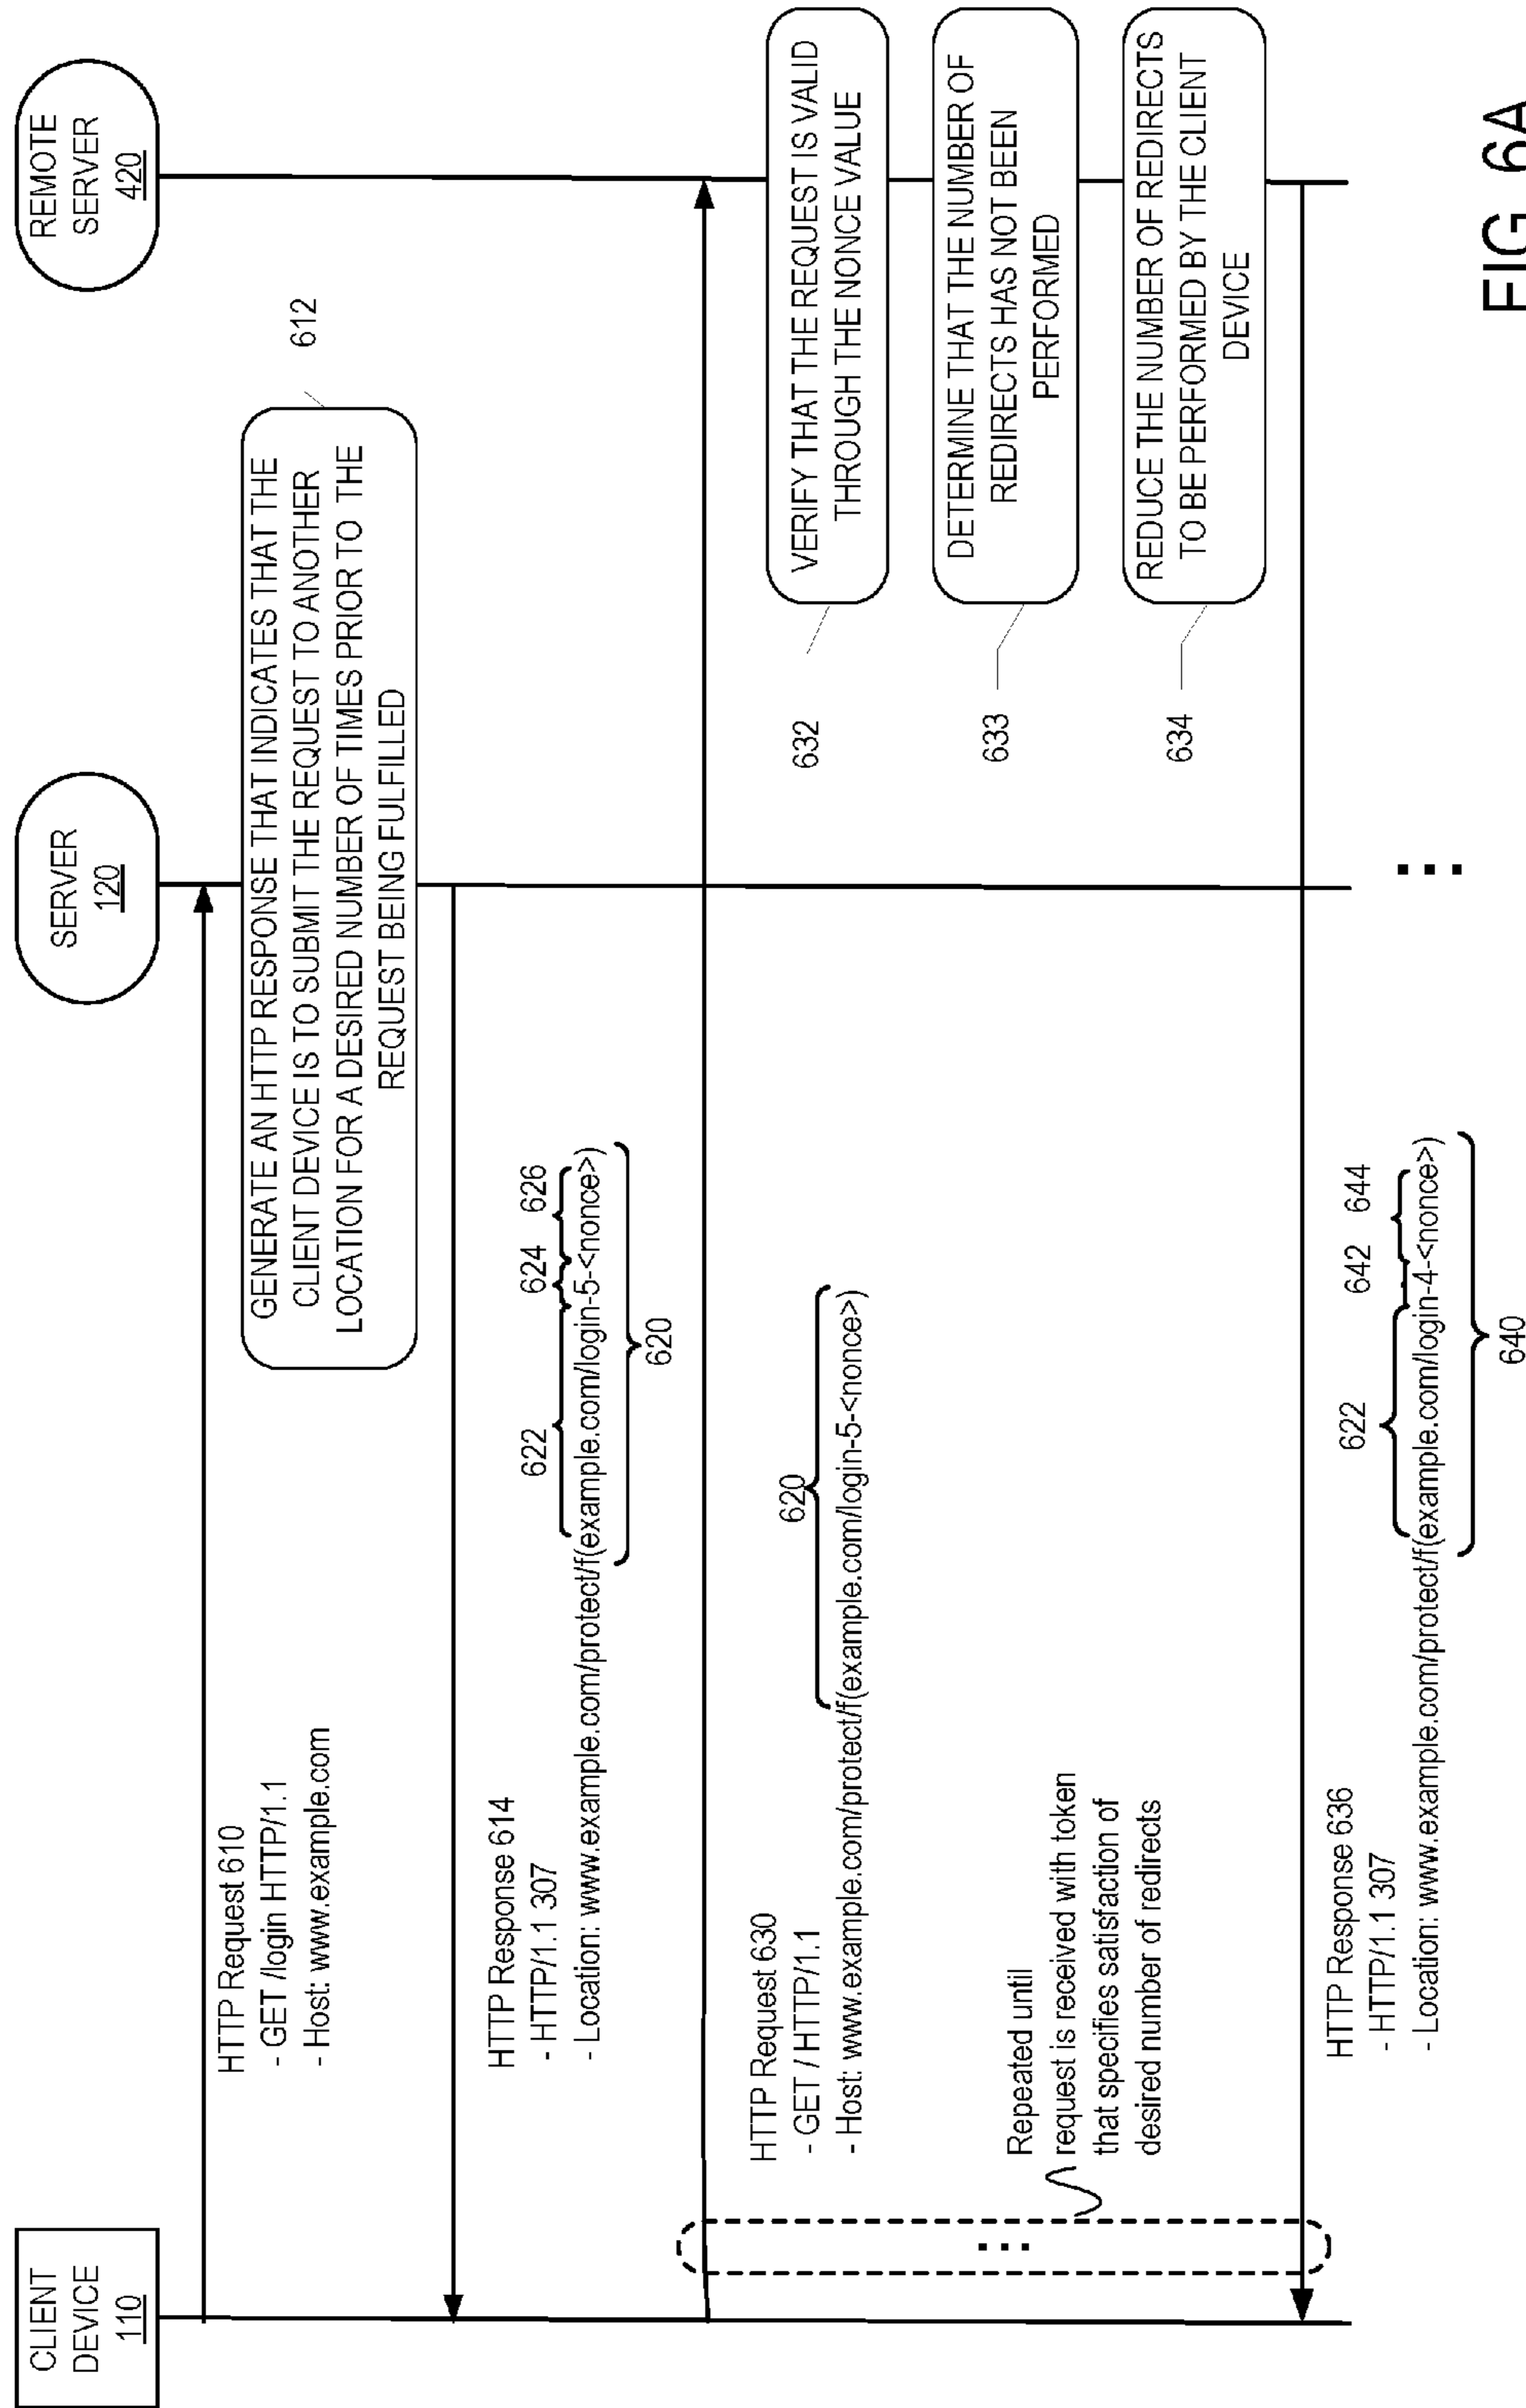 CLIENT
DEVICE
110
SERVER
120
REMOTE
SERVER
420
HTTP Request 610
- GET /login HTTP/1.1
- Host: www.example.com
GENERATE AN HTTP RESPONSE THAT INDICATES THAT THE
CLIENT DEVICE IS TO SUBMIT THE REQUEST TO ANOTHER
LOCATION FOR A DESIRED NUMBER OF TIMES PRIOR TO THE
REQUEST BEING FULFILLED
612
HTTP Response 614
- HTTP/1.1 307
- Location: www.example.com/protect/f(example.com/login-5-<nonce>)
622
624
626
620
HTTP Request 630
- GET / HTTP/1.1
- Host: www.example.com/protect/f(example.com/login-5-<nonce>)
620
VERIFY THAT THE REQUEST IS VALID
THROUGH THE NONCE VALUE
632
DETERMINE THAT THE NUMBER OF
REDIRECTS HAS NOT BEEN
PERFORMED
633
REDUCE THE NUMBER OF REDIRECTS
TO BE PERFORMED BY THE CLIENT
DEVICE
634
...
Repeated until
request is received with token
that specifies satisfaction of
desired number of redirects
HTTP Response 636
- HTTP/1.1 307
- Location: www.example.com/protect/f(example.com/login-4-<nonce>)
622
642
644
640
...
FIG. 6A